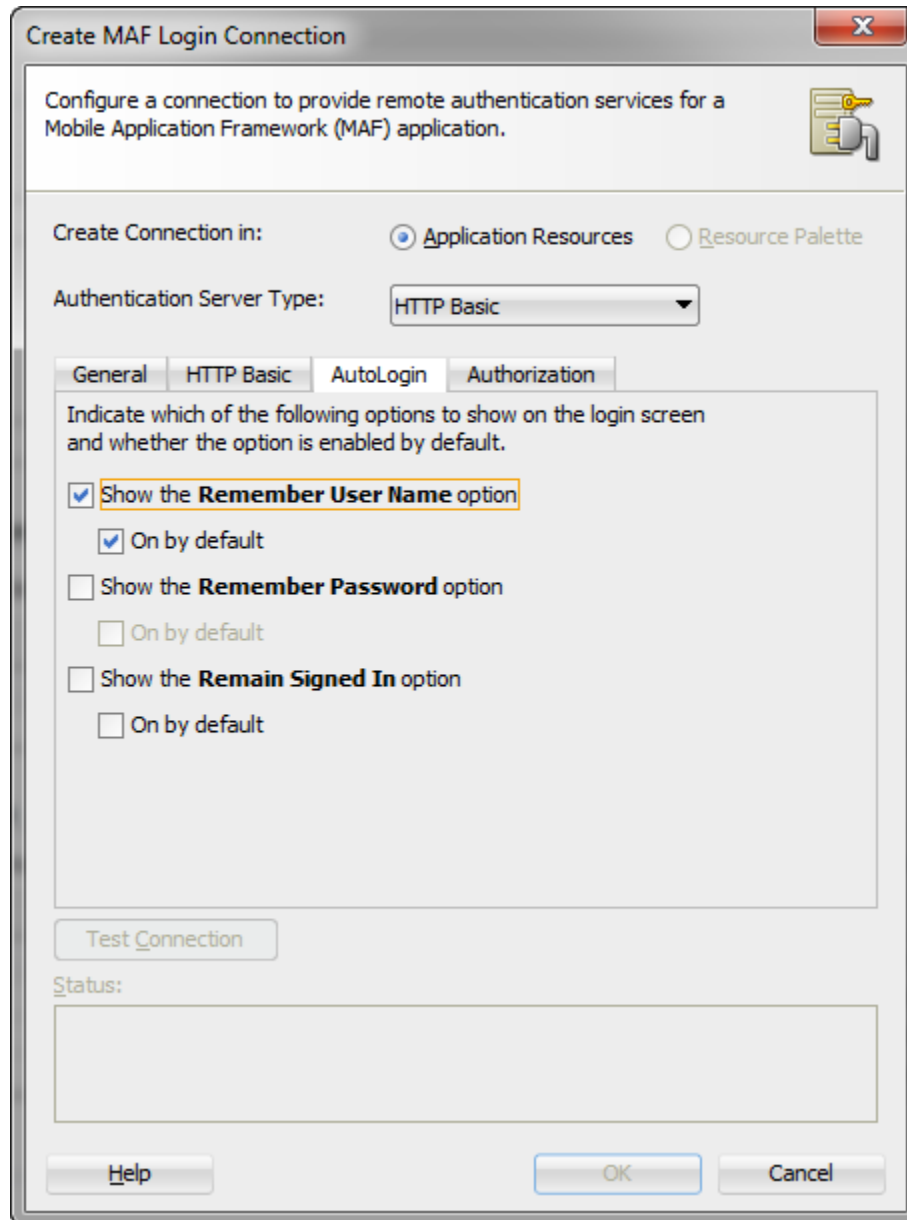 Create MAF Login Connection
Configure a connection to provide remote authentication services for a
Mobile Application Framework (MAF) application.
Create Connection in:
Application Resources
Resource Palette
Authentication Server Type:
HTTP Basic
General
HTTP Basic
AutoLogin
Authorization
Indicate which of the following options to show on the login screen
and whether the option is enabled by default.
Show the Remember User Name option
On by default
Show the Remember Password option
On by default
Show the Remain Signed In option
On by default
Test Connection
Status:
Help
OK
Cancel